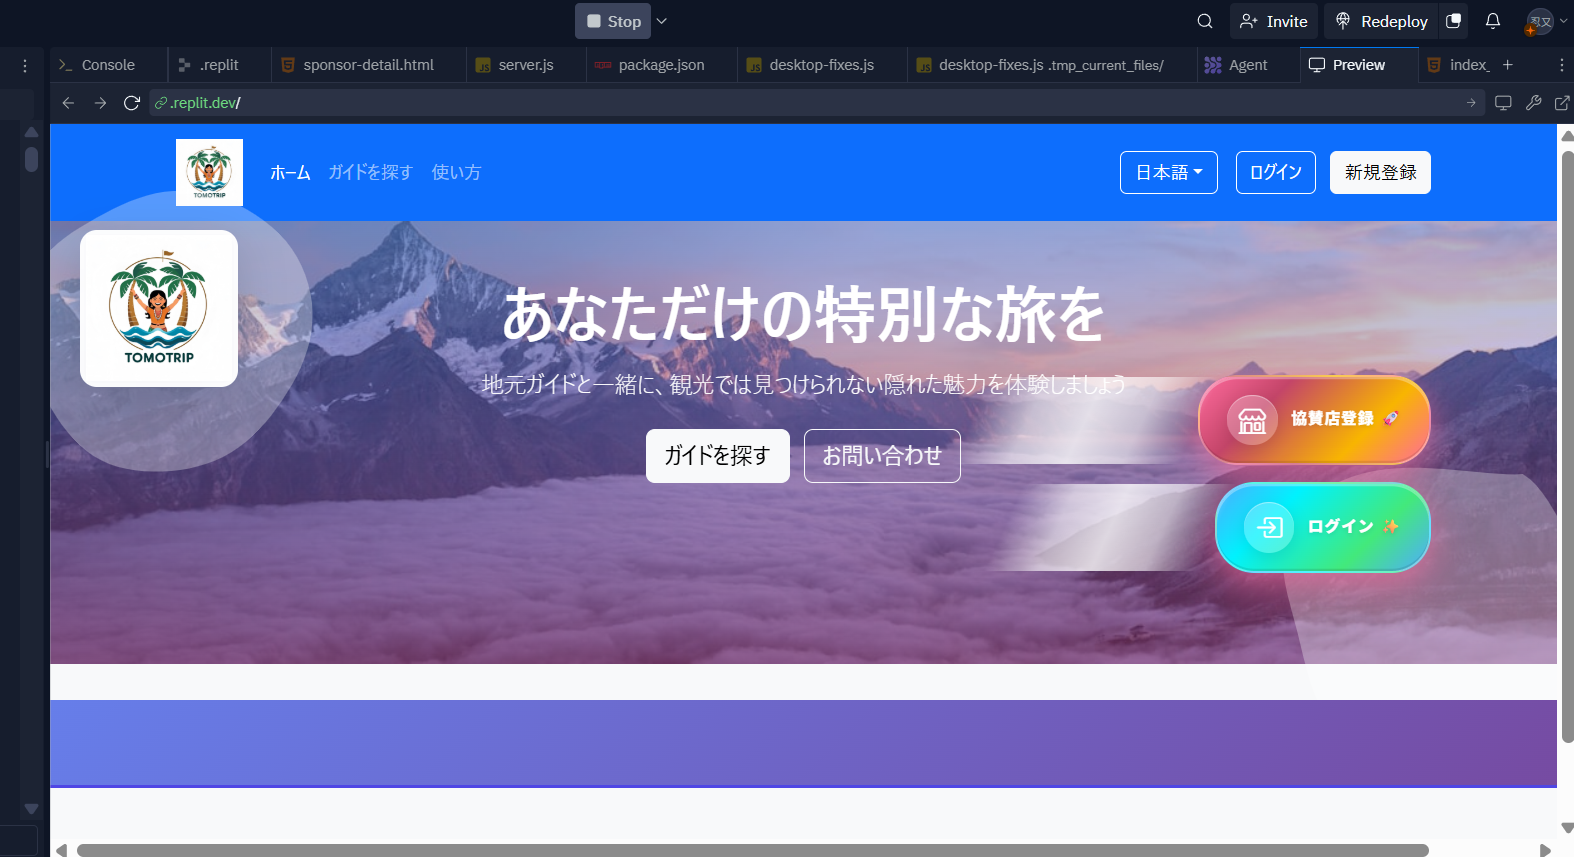 Stop
Invite
Redeploy
忍又
Console
.replit
sponsor-detail.html
server.js
package.json
desktop-fixes.js
desktop-fixes.js .tmp_current_files/
Agent
Preview
index_
.replit.dev/
TOMOTRIP
ホーム
ガイドを探す
使い方
日本語
ログイン
新規登録
TOMOTRIP
あなただけの特別な旅を
地元ガイドと一緒に、観光では見つけられない隠れた魅力を体験しましょう
ガイドを探す
お問い合わせ
協賛店登録 🚀
ログイン ✨